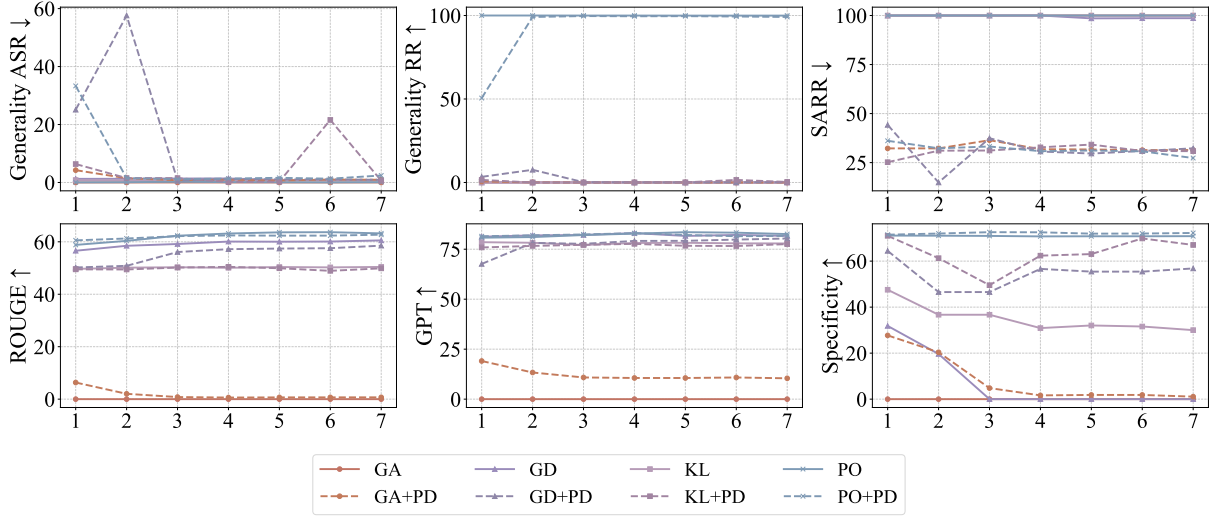 Generality ASR ↓
60
40
20
0
1 2 3 4 5 6 7
Generality RR ↑
100
50
0
1 2 3 4 5 6 7
SARR ↓
100
75
50
25
1 2 3 4 5 6 7
ROUGE ↑
60
40
20
0
1 2 3 4 5 6 7
GPT ↑
75
50
25
0
1 2 3 4 5 6 7
Specificity ↑
60
40
20
0
1 2 3 4 5 6 7
GA GD KL PO
GA+PD GD+PD KL+PD PO+PD